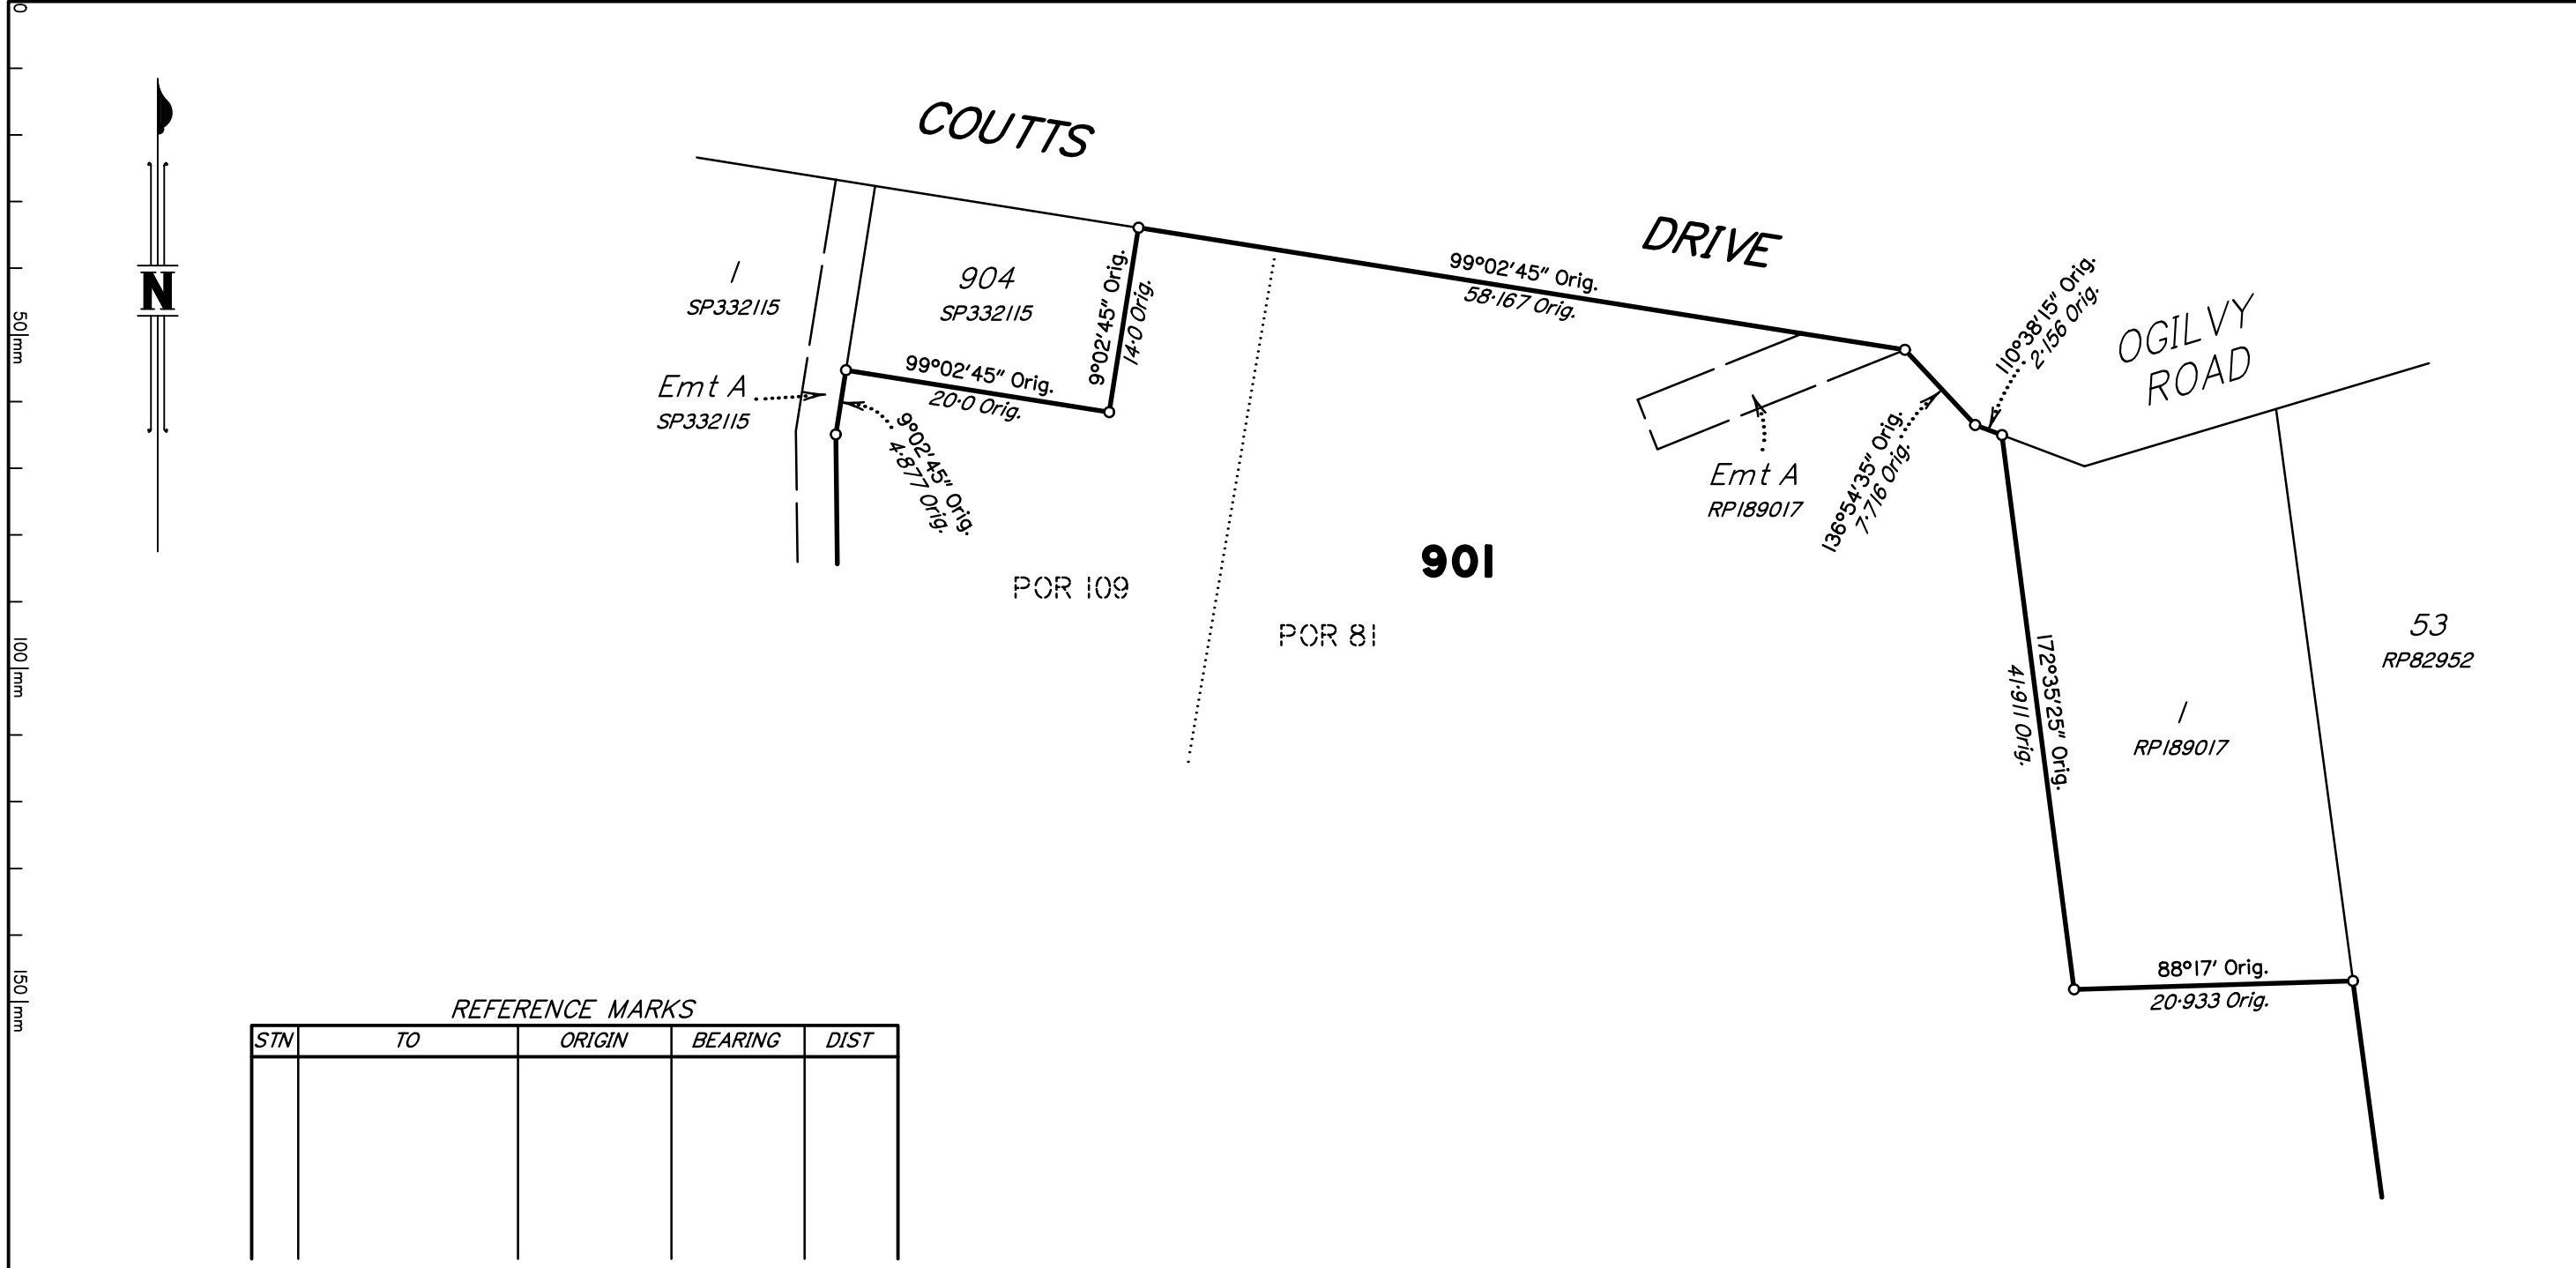 0
50mm
100mm
150mm
N
COUTTS
DRIVE
OGILVY
ROAD
1
SP332115
904
SP332115
9°02'45" Orig.
14·0 Orig.
99°02'45" Orig.
20·0 Orig.
Emt A
SP332115
9°02'45" Orig.
4·877 Orig.
99°02'45" Orig.
58·167 Orig.
110°38'15" Orig.
2·156 Orig.
136°54'35" Orig.
7·716 Orig.
Emt A
RP189017
POR 109
POR 81
901
172°35'25" Orig.
41·911 Orig.
1
RP189017
53
RP82952
88°17' Orig.
20·933 Orig.
REFERENCE MARKS
STN TO ORIGIN BEARING DIST